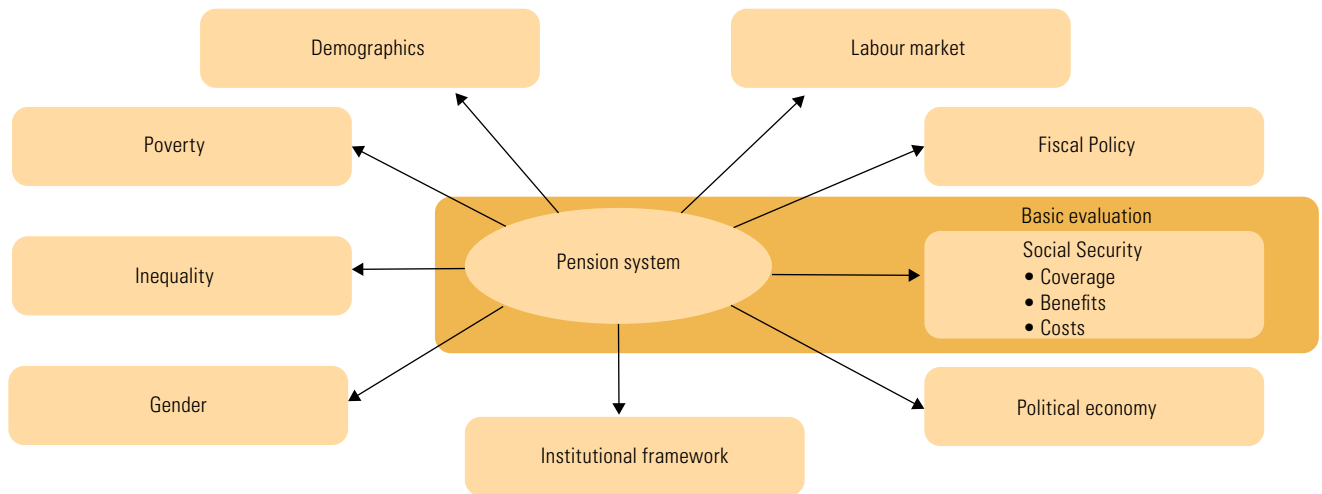 Demographics
Labour market
Poverty
Fiscal Policy
Basic evaluation
Inequality
Pension system
Social Security
• Coverage
• Benefits
• Costs
Gender
Political economy
Institutional framework